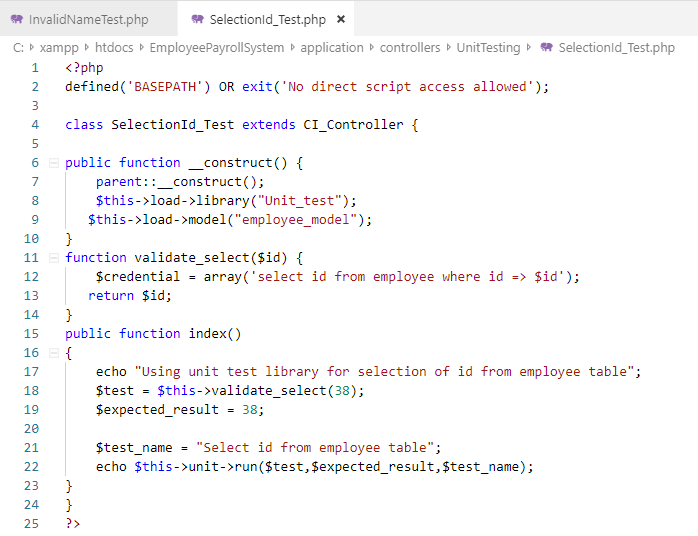 InvalidNameTest.php SelectionId_Test.php ×
C: xampp htdocs EmployeePayrollSystem application controllers UnitTesting SelectionId_Test.php
1 <?php
2 defined('BASEPATH') OR exit('No direct script access allowed');
3
4 class SelectionId_Test extends CI_Controller {
5
6 public function __construct() {
7 parent::__construct();
8 $this->load->library("Unit_test");
9 $this->load->model("employee_model");
10 }
11 function validate_select($id) {
12 $credential = array('select id from employee where id => $id');
13 return $id;
14 }
15 public function index()
16 {
17 echo "Using unit test library for selection of id from employee table";
18 $test = $this->validate_select(38);
19 $expected_result = 38;
20
21 $test_name = "Select id from employee table";
22 echo $this->unit->run($test,$expected_result,$test_name);
23 }
24 }
25 ?>